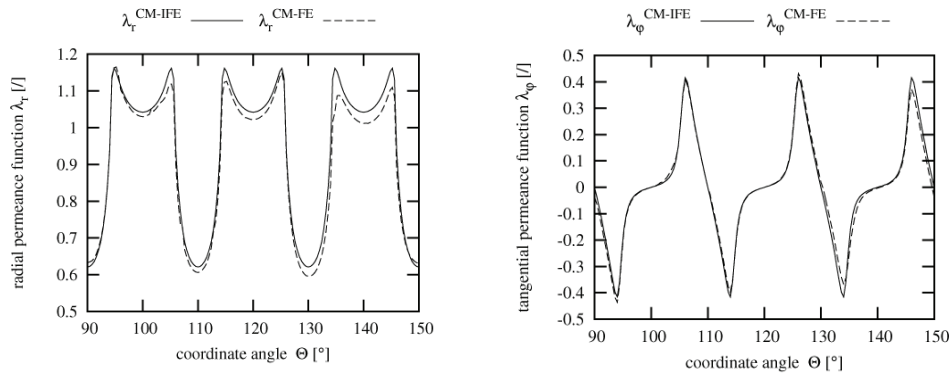 λr CM-IFE λr CM-FE
1.2
1.1
1
0.9
0.8
0.7
0.6
0.5
90 100 110 120 130 140 150
radial permeance function λr [/]
coordinate angle Θ [°]
λφ CM-IFE λφ CM-FE
0.5
0.4
0.3
0.2
0.1
0
-0.1
-0.2
-0.3
-0.4
-0.5
90 100 110 120 130 140 150
tangential permeance function λφ [/]
coordinate angle Θ [°]